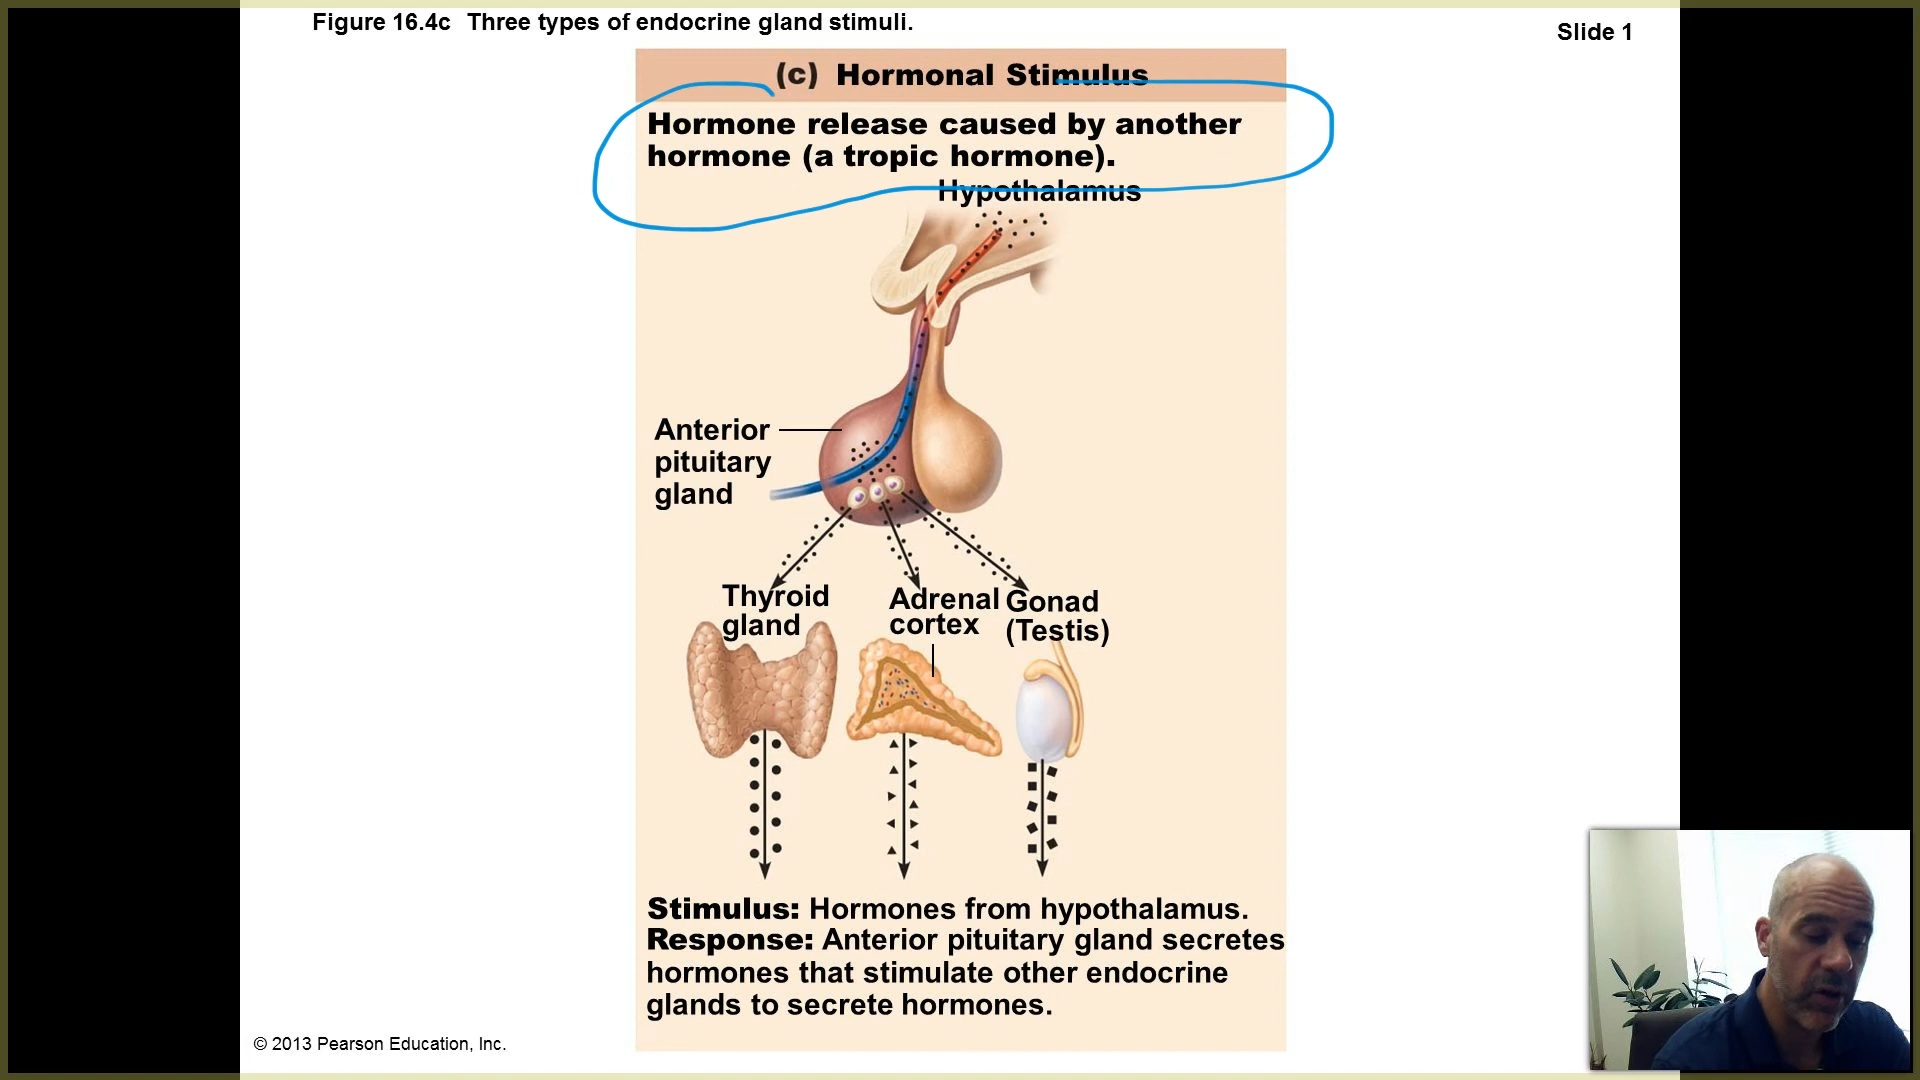 Figure 16.4c Three types of endocrine gland stimuli.
Slide 1
(c) Hormonal Stimulus
Hormone release caused by another
hormone (a tropic hormone).
Hypothalamus
Anterior
pituitary
gland
Thyroid
gland
Adrenal
cortex
Gonad
(Testis)
Stimulus: Hormones from hypothalamus.
Response: Anterior pituitary gland secretes
hormones that stimulate other endocrine
glands to secrete hormones.
© 2013 Pearson Education, Inc.